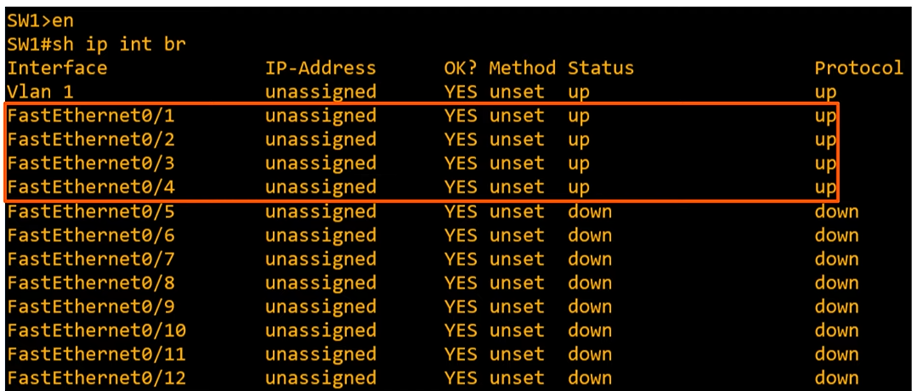 SW1>en
SW1#sh ip int br
Interface IP-Address OK? Method Status Protocol
Vlan 1 unassigned YES unset up up
FastEthernet0/1 unassigned YES unset up up
FastEthernet0/2 unassigned YES unset up up
FastEthernet0/3 unassigned YES unset up up
FastEthernet0/4 unassigned YES unset up up
FastEthernet0/5 unassigned YES unset down down
FastEthernet0/6 unassigned YES unset down down
FastEthernet0/7 unassigned YES unset down down
FastEthernet0/8 unassigned YES unset down down
FastEthernet0/9 unassigned YES unset down down
FastEthernet0/10 unassigned YES unset down down
FastEthernet0/11 unassigned YES unset down down
FastEthernet0/12 unassigned YES unset down down